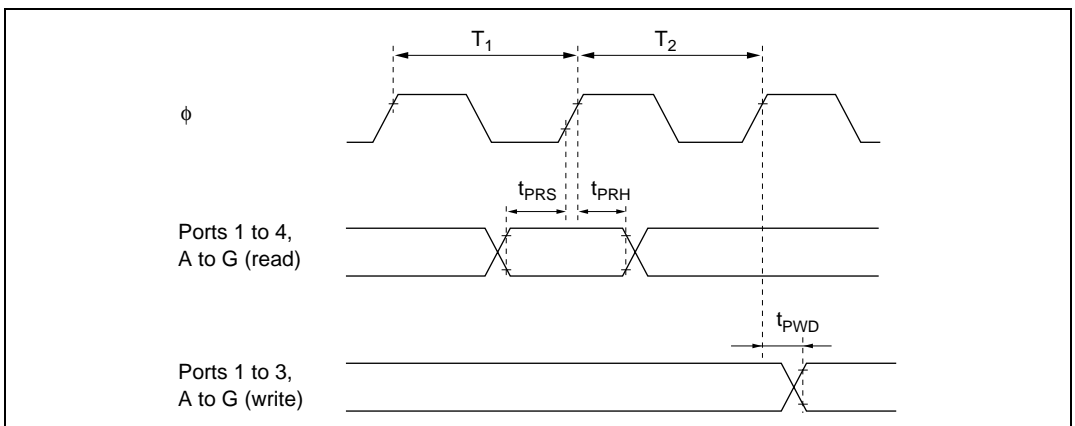 T1 T2
ϕ
tPRS tPRH
Ports 1 to 4,
A to G (read)
tPWD
Ports 1 to 3,
A to G (write)